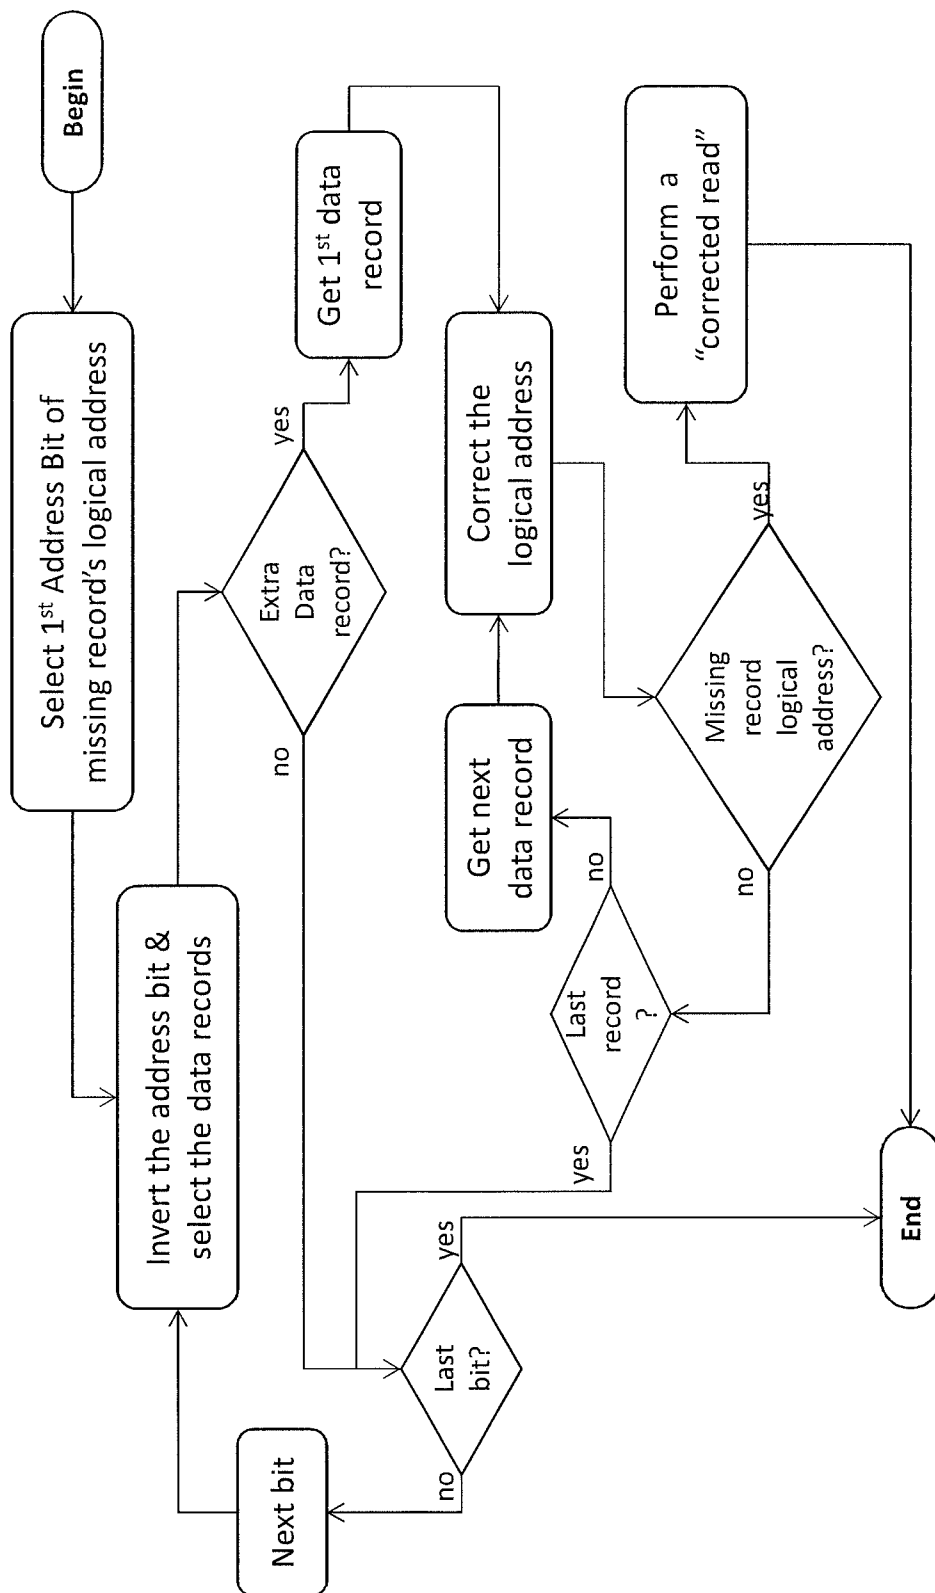 Begin
Select 1st Address Bit of
missing record's logical address
Invert the address bit &
select the data records
Next bit
Extra
Data
record?
yes
no
Get 1st data
record
Correct the
logical address
Get next
data record
Missing
record
logical
address?
yes
no
Perform a
“corrected read”
Last
record
?
no
yes
Last
bit?
yes
no
End